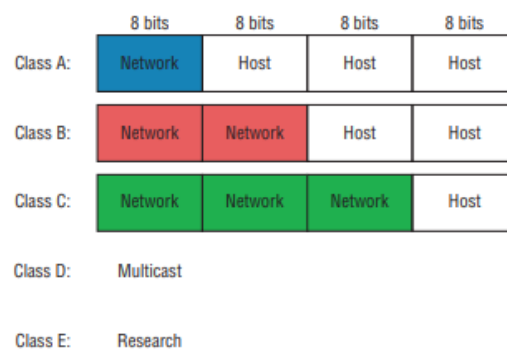 8 bits 8 bits 8 bits 8 bits
Class A: Network Host Host Host
Class B: Network Network Host Host
Class C: Network Network Network Host
Class D: Multicast
Class E: Research